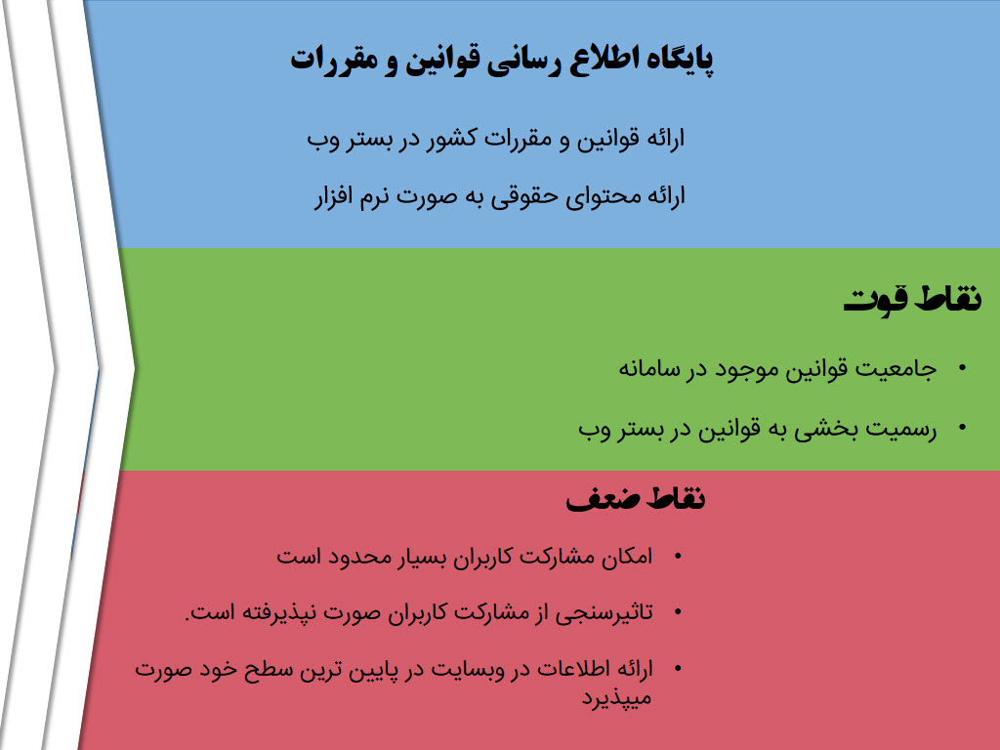 پایگاه اطلاع رسانی قوانین و مقررات
ارائه قوانین و مقررات کشور در بستر وب
ارائه محتوای حقوقی به صورت نرم افزار
نقاط قوت
• جامعیت قوانین موجود در سامانه
• رسمیت بخشی به قوانین در بستر وب
نقاط ضعف
• امکان مشارکت کاربران بسیار محدود است
• تاثیرسنجی از مشارکت کاربران صورت نپذیرفته است.
• ارائه اطلاعات در وبسایت در پایین ترین سطح خود صورت
میپذیرد